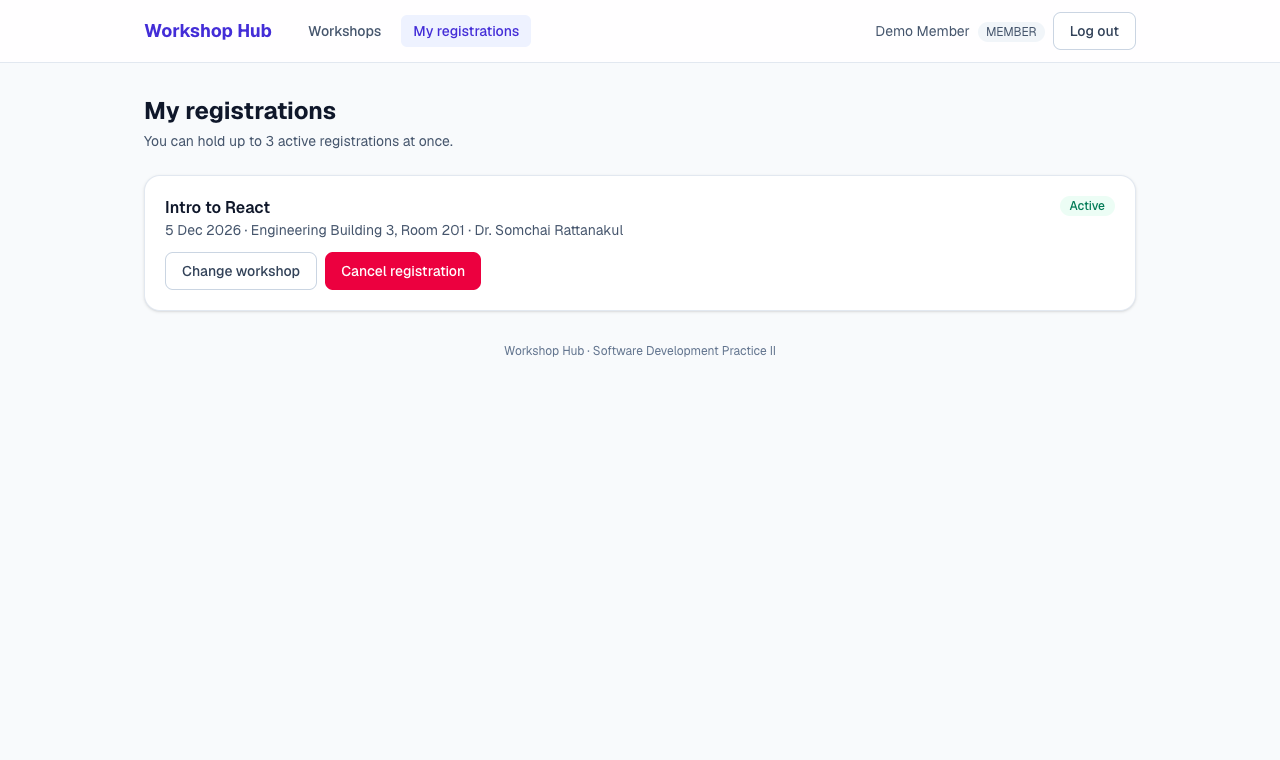 Workshop Hub Workshops My registrations Demo Member MEMBER Log out
My registrations
You can hold up to 3 active registrations at once.
Intro to React Active
5 Dec 2026 · Engineering Building 3, Room 201 · Dr. Somchai Rattanakul
Change workshop Cancel registration
Workshop Hub · Software Development Practice II